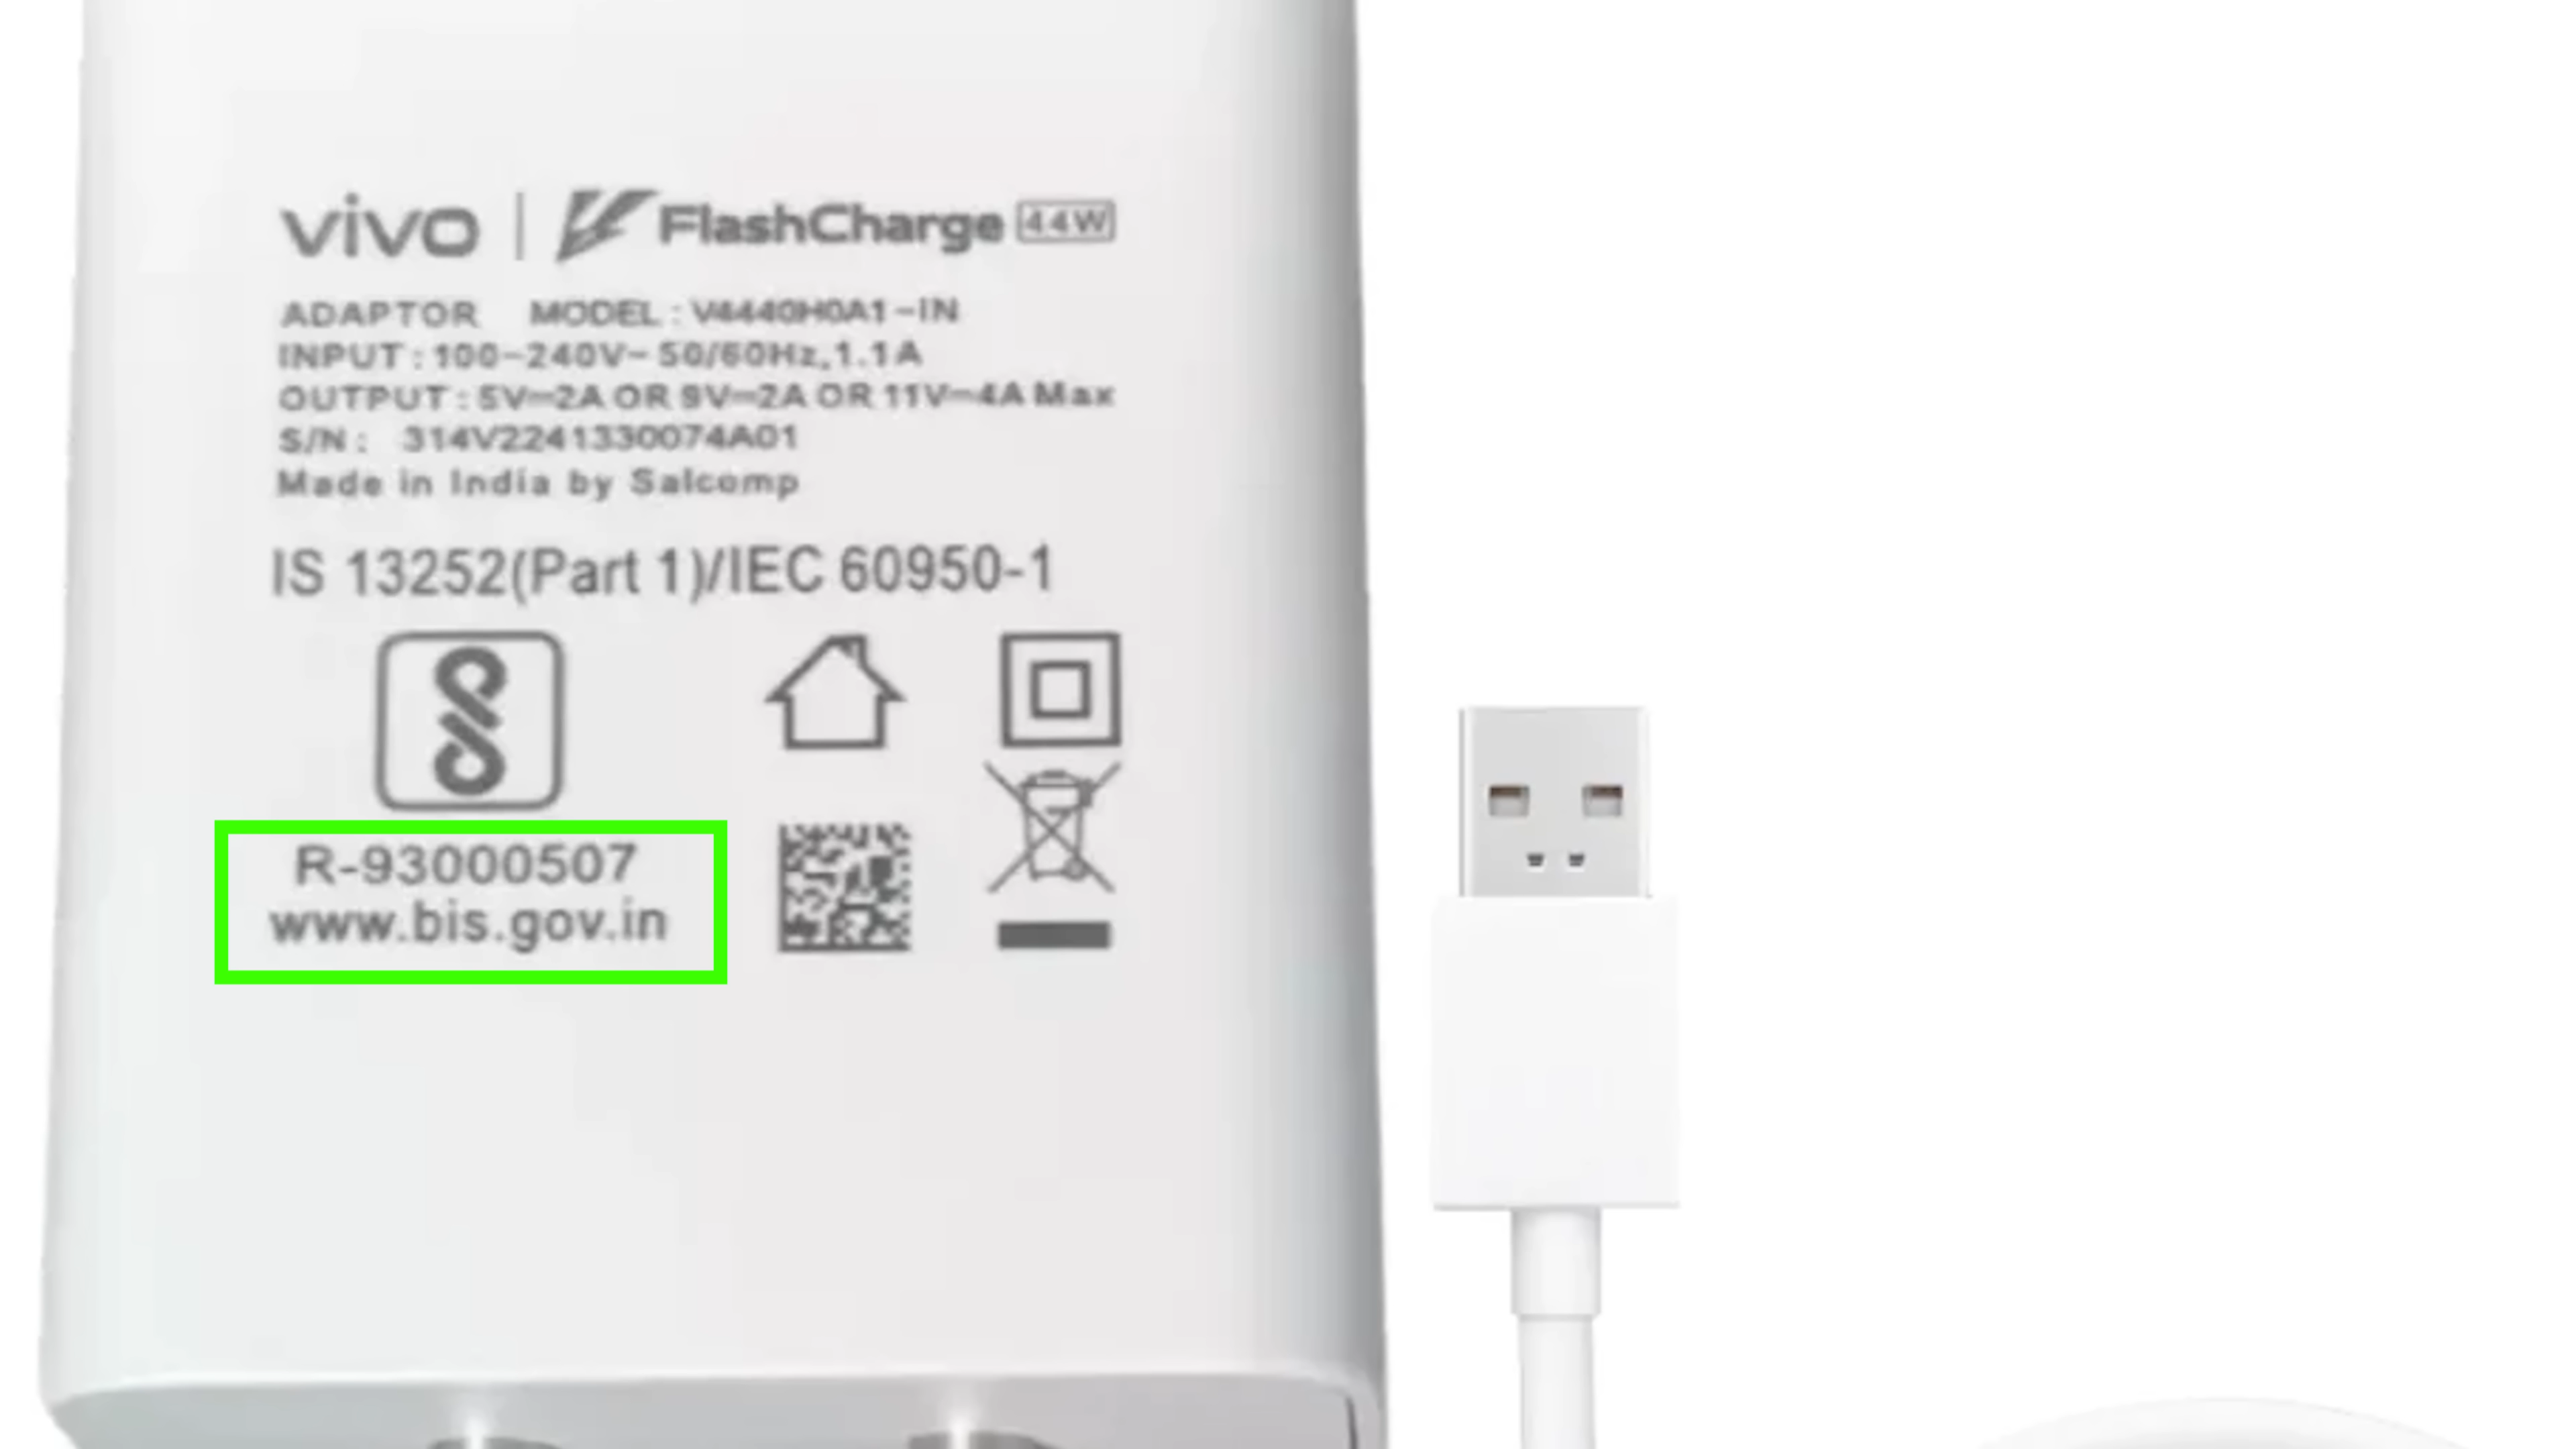 vivo | FlashCharge 44W
ADAPTOR MODEL : V4440H0A1-IN
INPUT : 100-240V~ 50/60Hz, 1.1A
OUTPUT : 5V⎓2A OR 9V⎓2A OR 11V⎓4A Max
S/N : 314V2241330074A01
Made in India by Salcomp
IS 13252(Part 1)/IEC 60950-1
R-93000507
www.bis.gov.in